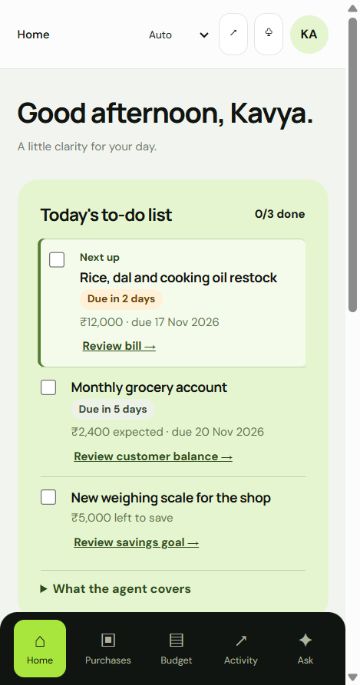 Home
Auto
KA
Good afternoon, Kavya.
A little clarity for your day.
Today's to-do list
0/3 done
Next up
Rice, dal and cooking oil restock
Due in 2 days
₹12,000 · due 17 Nov 2026
Review bill →
Monthly grocery account
Due in 5 days
₹2,400 expected · due 20 Nov 2026
Review customer balance →
New weighing scale for the shop
₹5,000 left to save
Review savings goal →
What the agent covers
Home
Purchases
Budget
Activity
Ask